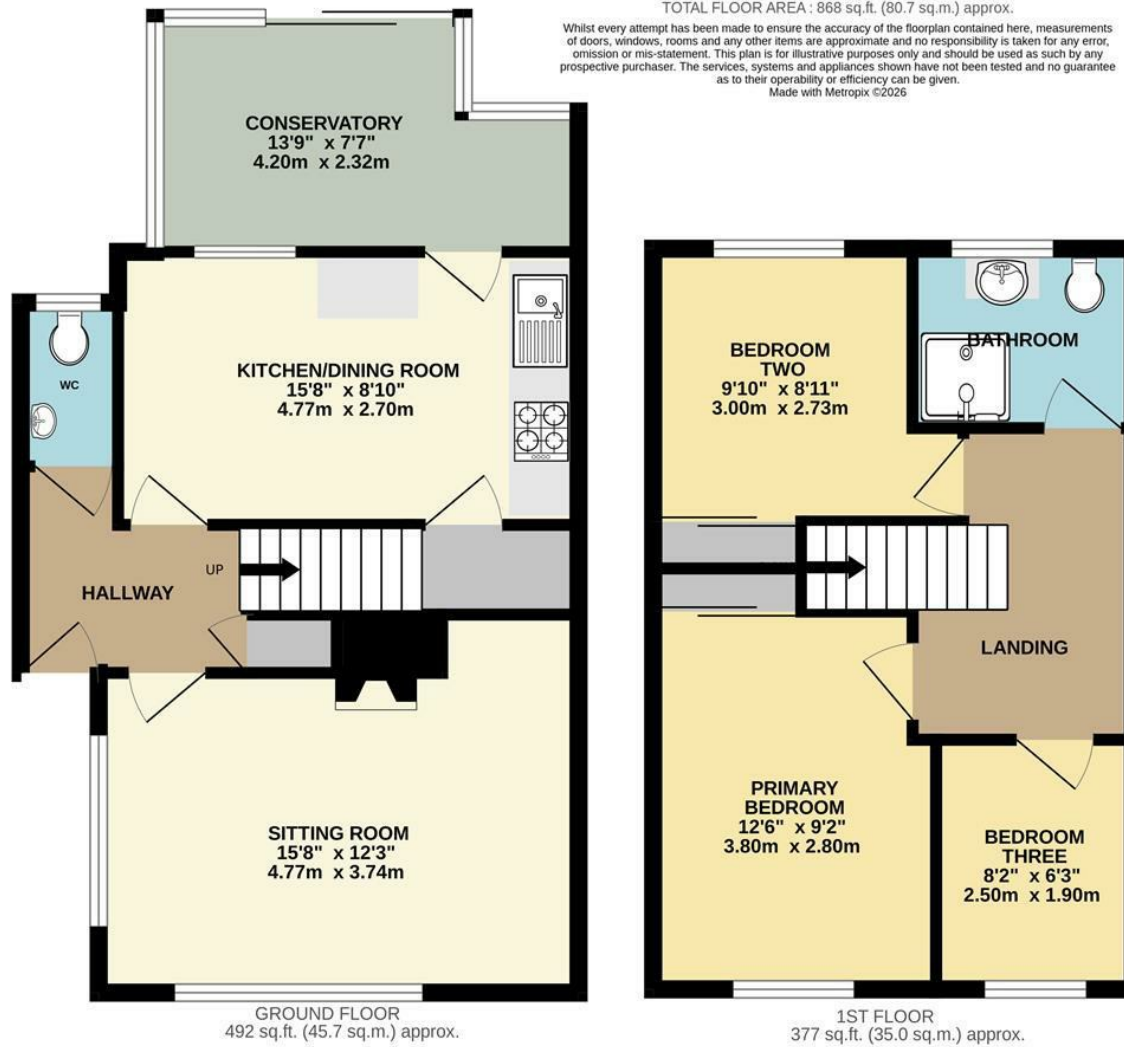 TOTAL FLOOR AREA : 868 sq.ft. (80.7 sq.m.) approx.
Whilst every attempt has been made to ensure the accuracy of the floorplan contained here, measurements
of doors, windows, rooms and any other items are approximate and no responsibility is taken for any error,
omission or mis-statement. This plan is for illustrative purposes only and should be used as such by any
prospective purchaser. The services, systems and appliances shown have not been tested and no guarantee
as to their operability or efficiency can be given.
Made with Metropix ©2026
CONSERVATORY
13'9" x 7'7"
4.20m x 2.32m
KITCHEN/DINING ROOM
15'8" x 8'10"
4.77m x 2.70m
WC
UP
HALLWAY
SITTING ROOM
15'8" x 12'3"
4.77m x 3.74m
GROUND FLOOR
492 sq.ft. (45.7 sq.m.) approx.
BEDROOM
TWO
9'10" x 8'11"
3.00m x 2.73m
BATHROOM
LANDING
PRIMARY
BEDROOM
12'6" x 9'2"
3.80m x 2.80m
BEDROOM
THREE
8'2" x 6'3"
2.50m x 1.90m
1ST FLOOR
377 sq.ft. (35.0 sq.m.) approx.